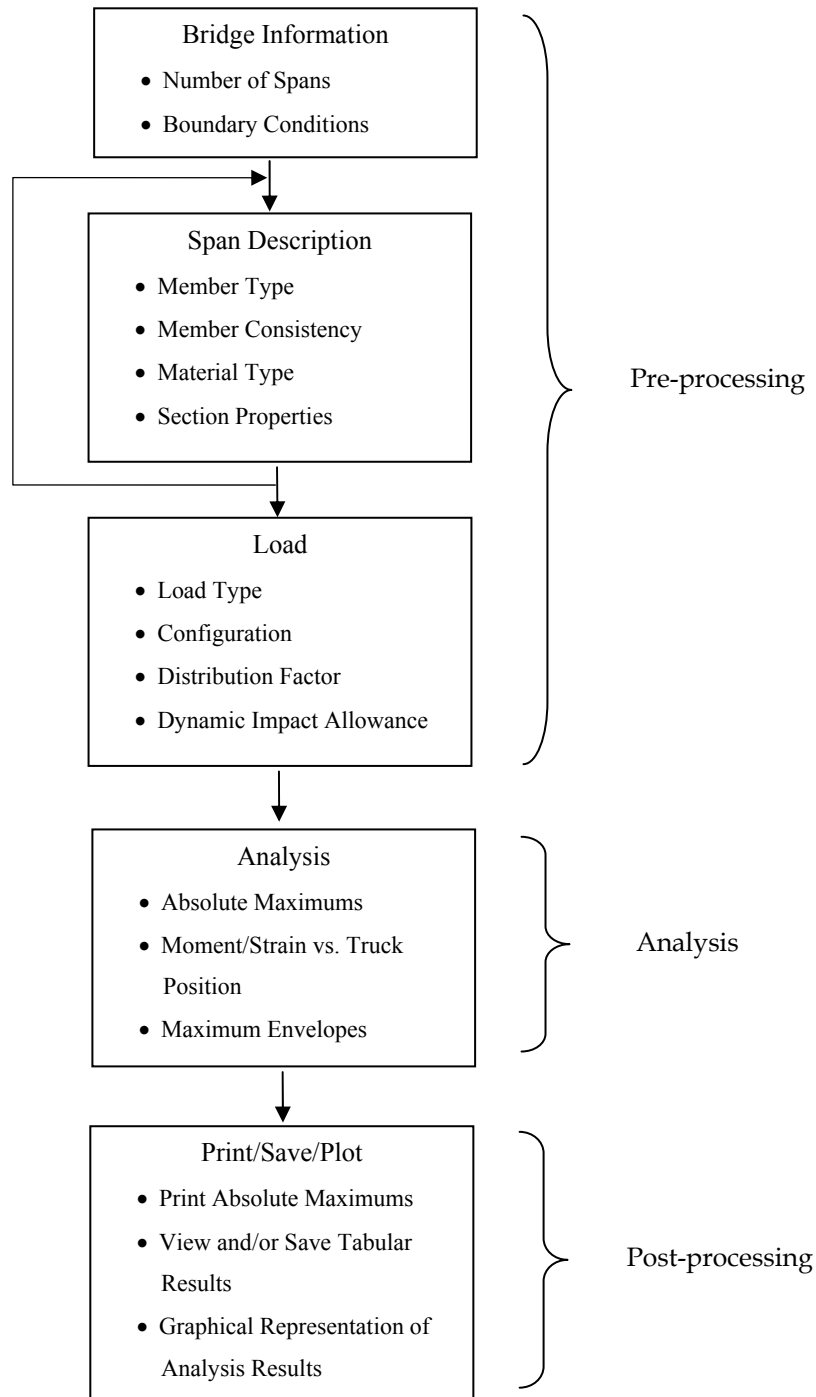 Bridge Information
• Number of Spans
• Boundary Conditions
Span Description
• Member Type
• Member Consistency
• Material Type
• Section Properties
Pre-processing
Load
• Load Type
• Configuration
• Distribution Factor
• Dynamic Impact Allowance
Analysis
• Absolute Maximums
• Moment/Strain vs. Truck
Position
• Maximum Envelopes
Analysis
Print/Save/Plot
• Print Absolute Maximums
• View and/or Save Tabular
Results
• Graphical Representation of
Analysis Results
Post-processing